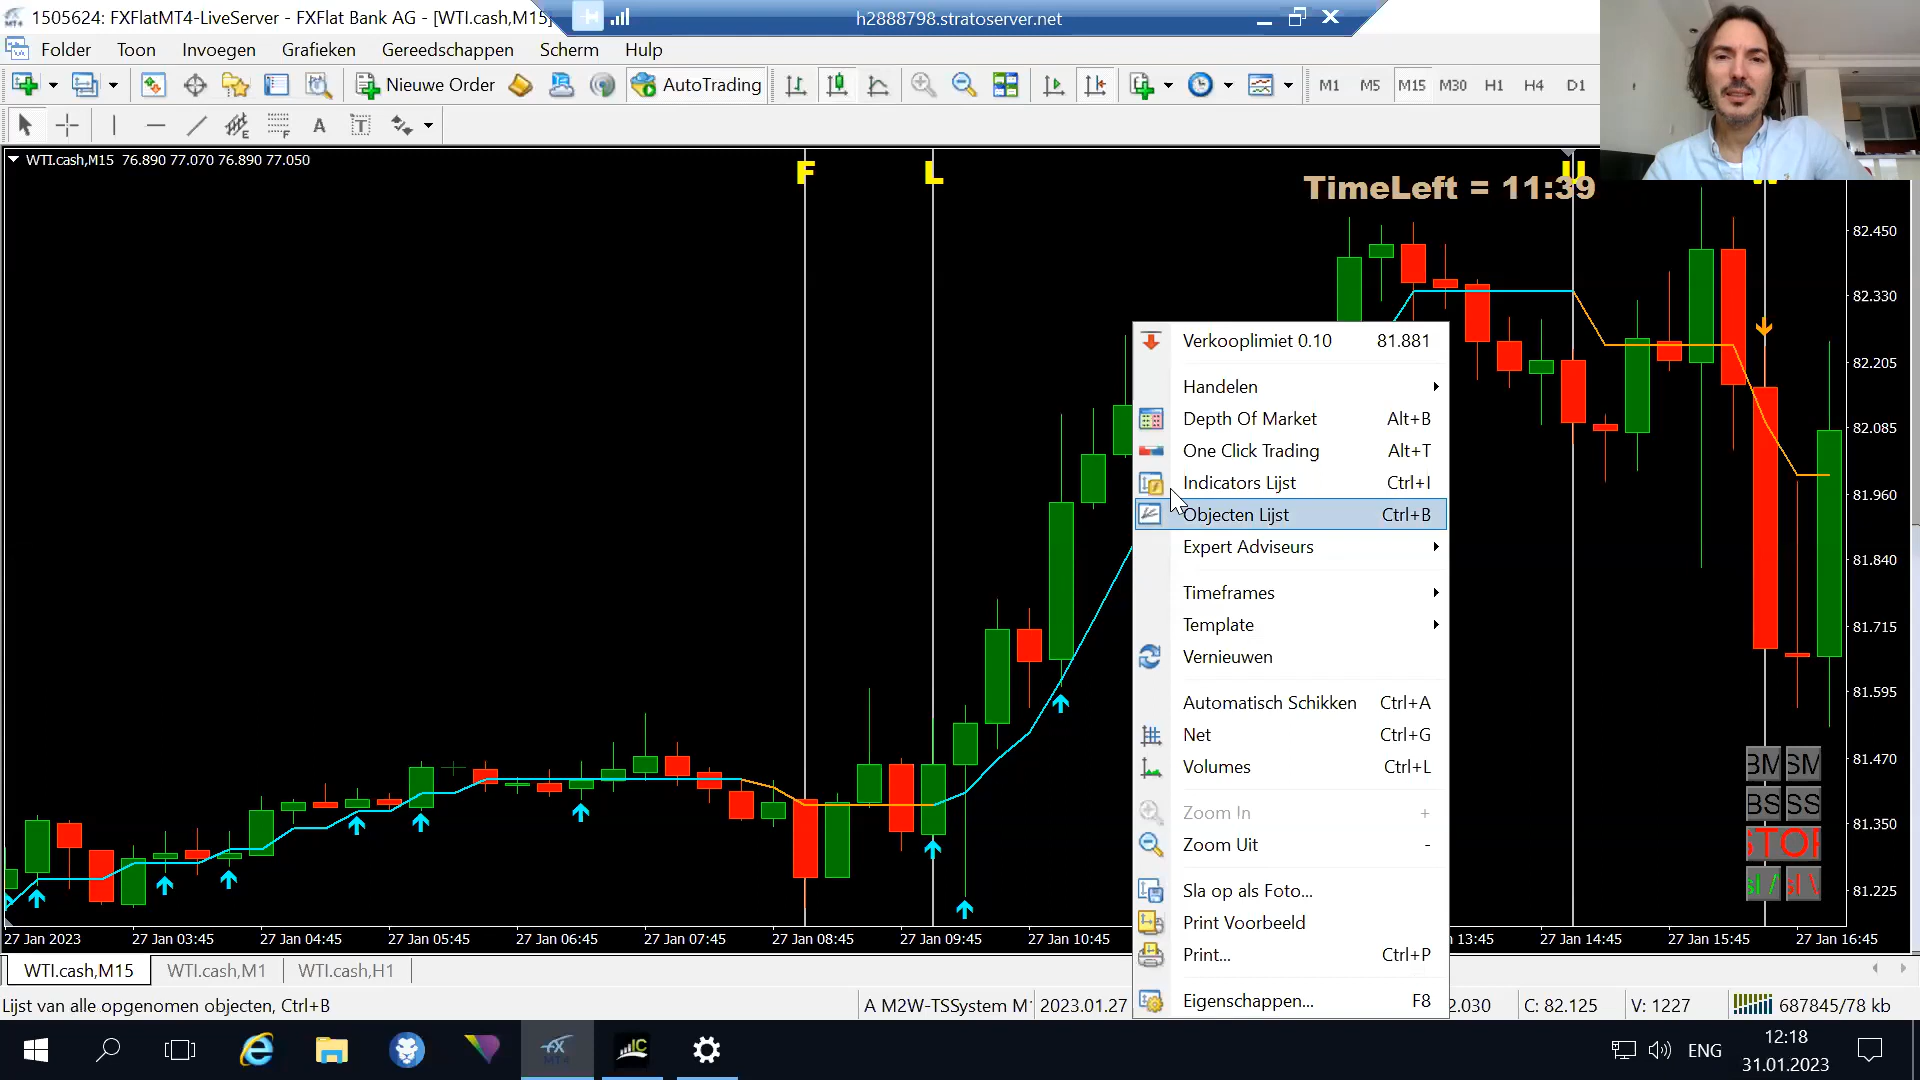 1505624: FXFlatMT4-LiveServer - FXFlat Bank AG - [WTI.cash,M15]
h2888798.stratoserver.net
Folder Toon Invoegen Grafieken Gereedschappen Scherm Hulp
Nieuwe Order AutoTrading M1 M5 M15 M30 H1 H4 D1
A T
WTI.cash,M15 76.890 77.070 76.890 77.050
F L U
TimeLeft = 11:39
82.450
82.330
82.205
82.085
81.960
81.840
81.715
81.595
81.470
81.350
81.225
Verkooplimiet 0.10 81.881
Handelen
Depth Of Market Alt+B
One Click Trading Alt+T
Indicators Lijst Ctrl+I
Objecten Lijst Ctrl+B
Expert Adviseurs
Timeframes
Template
Vernieuwen
Automatisch Schikken Ctrl+A
Net Ctrl+G
Volumes Ctrl+L
Zoom In +
Zoom Uit -
Sla op als Foto...
Print Voorbeeld
Print... Ctrl+P
Eigenschappen... F8
BM SM
BS SS
STOP
sl / sl \
27 Jan 2023 27 Jan 03:45 27 Jan 04:45 27 Jan 05:45 27 Jan 06:45 27 Jan 07:45 27 Jan 08:45 27 Jan 09:45 27 Jan 10:45 13:45 27 Jan 14:45 27 Jan 15:45 27 Jan 16:45
WTI.cash,M15 WTI.cash,M1 WTI.cash,H1
Lijst van alle opgenomen objecten, Ctrl+B A M2W-TSSystem M 2023.01.27 2.030 C: 82.125 V: 1227 687845/78 kb
FX MT4 IC ENG 12:18
31.01.2023